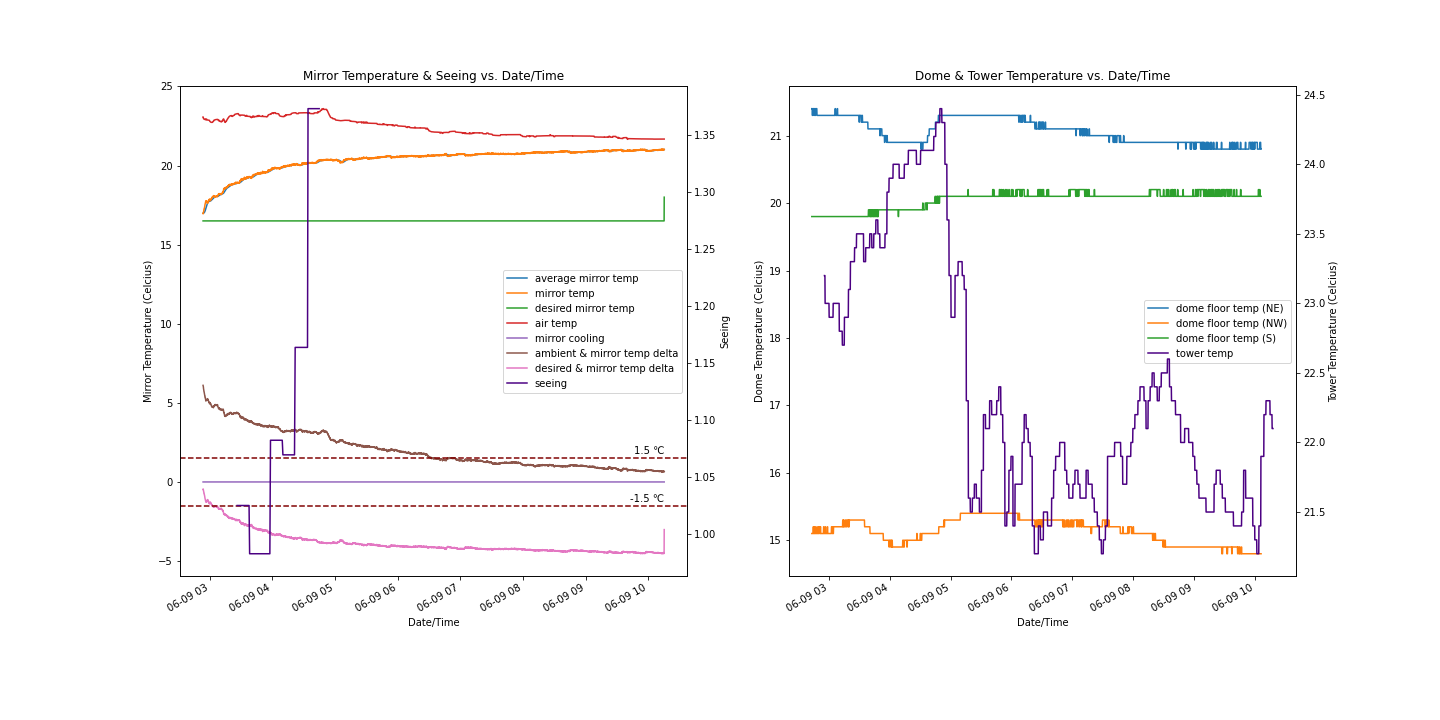 Mirror Temperature & Seeing vs. Date/Time
25
20
15
10
5
0
−5
Mirror Temperature (Celcius)
1.35
1.30
1.25
1.20
1.15
1.10
1.05
1.00
Seeing
average mirror temp
mirror temp
desired mirror temp
air temp
mirror cooling
ambient & mirror temp delta
desired & mirror temp delta
seeing
1.5 ℃
-1.5 ℃
06-09 03
06-09 04
06-09 05
06-09 06
06-09 07
06-09 08
06-09 09
06-09 10
Date/Time
Dome & Tower Temperature vs. Date/Time
21
20
19
18
17
16
15
Dome Temperature (Celcius)
24.5
24.0
23.5
23.0
22.5
22.0
21.5
Tower Temperature (Celcius)
dome floor temp (NE)
dome floor temp (NW)
dome floor temp (S)
tower temp
06-09 03
06-09 04
06-09 05
06-09 06
06-09 07
06-09 08
06-09 09
06-09 10
Date/Time